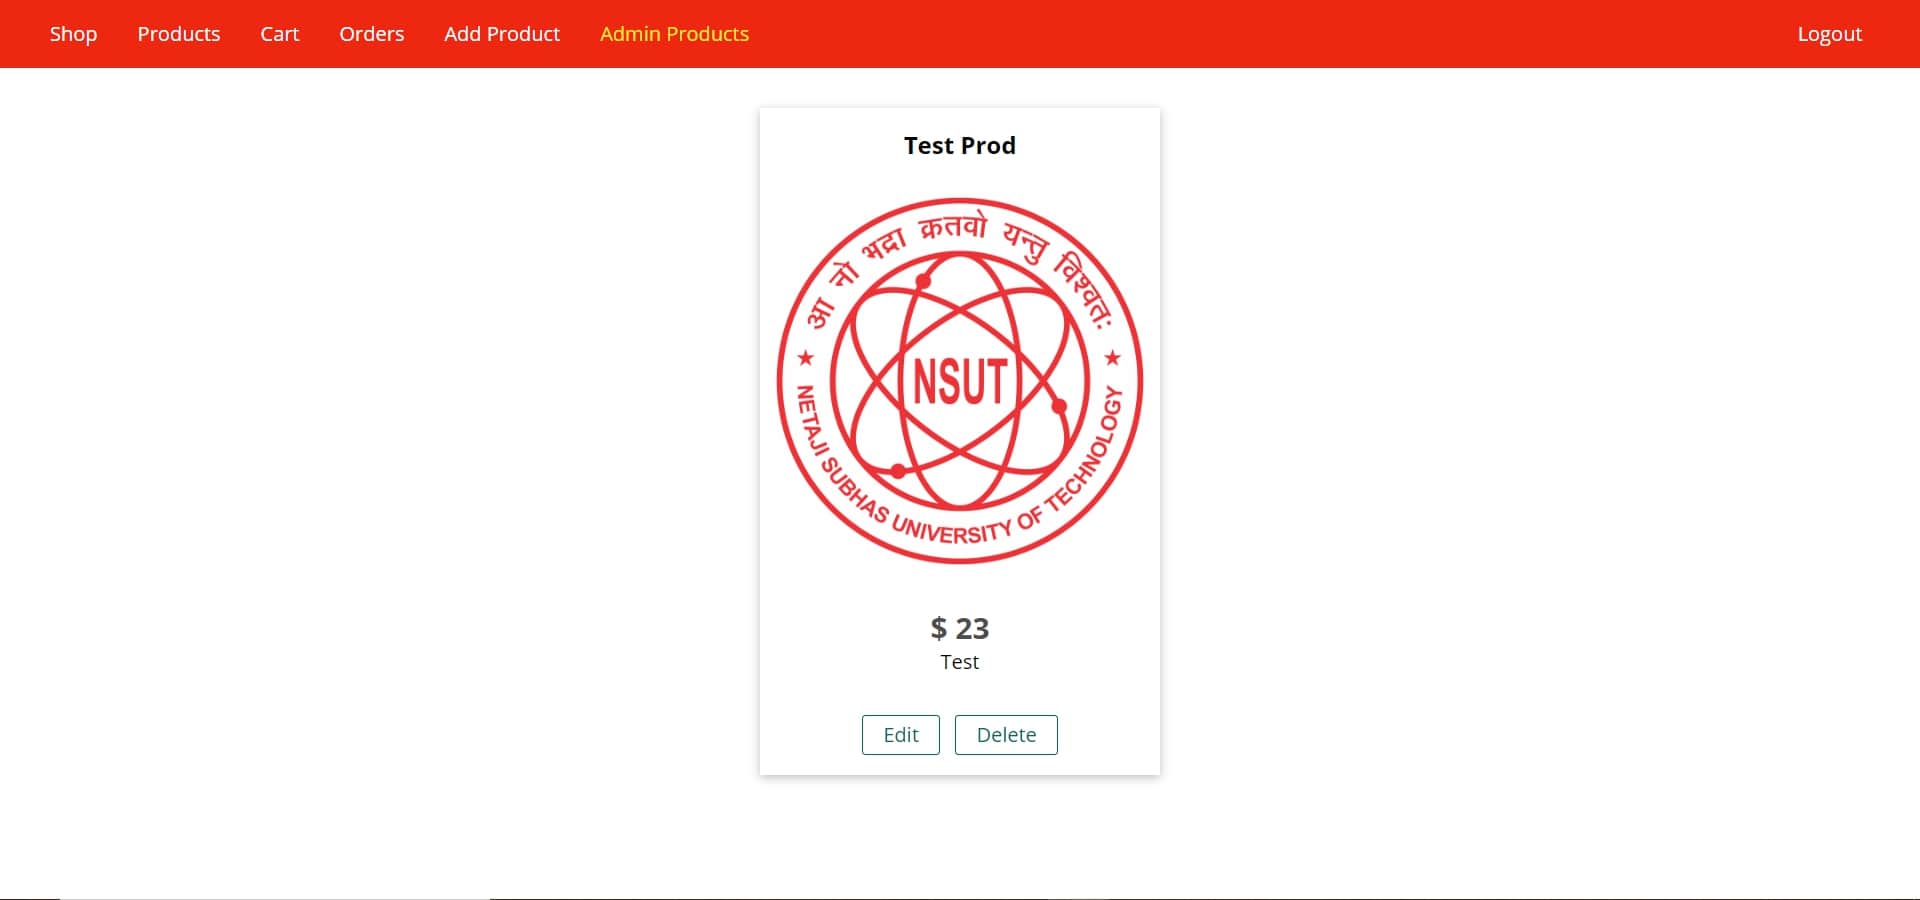 Shop Products Cart Orders Add Product Admin Products Logout
Test Prod
आ नो भद्रा क्रतवो यन्तु विश्वतः
NSUT
★ NETAJI SUBHAS UNIVERSITY OF TECHNOLOGY ★
$ 23
Test
Edit Delete